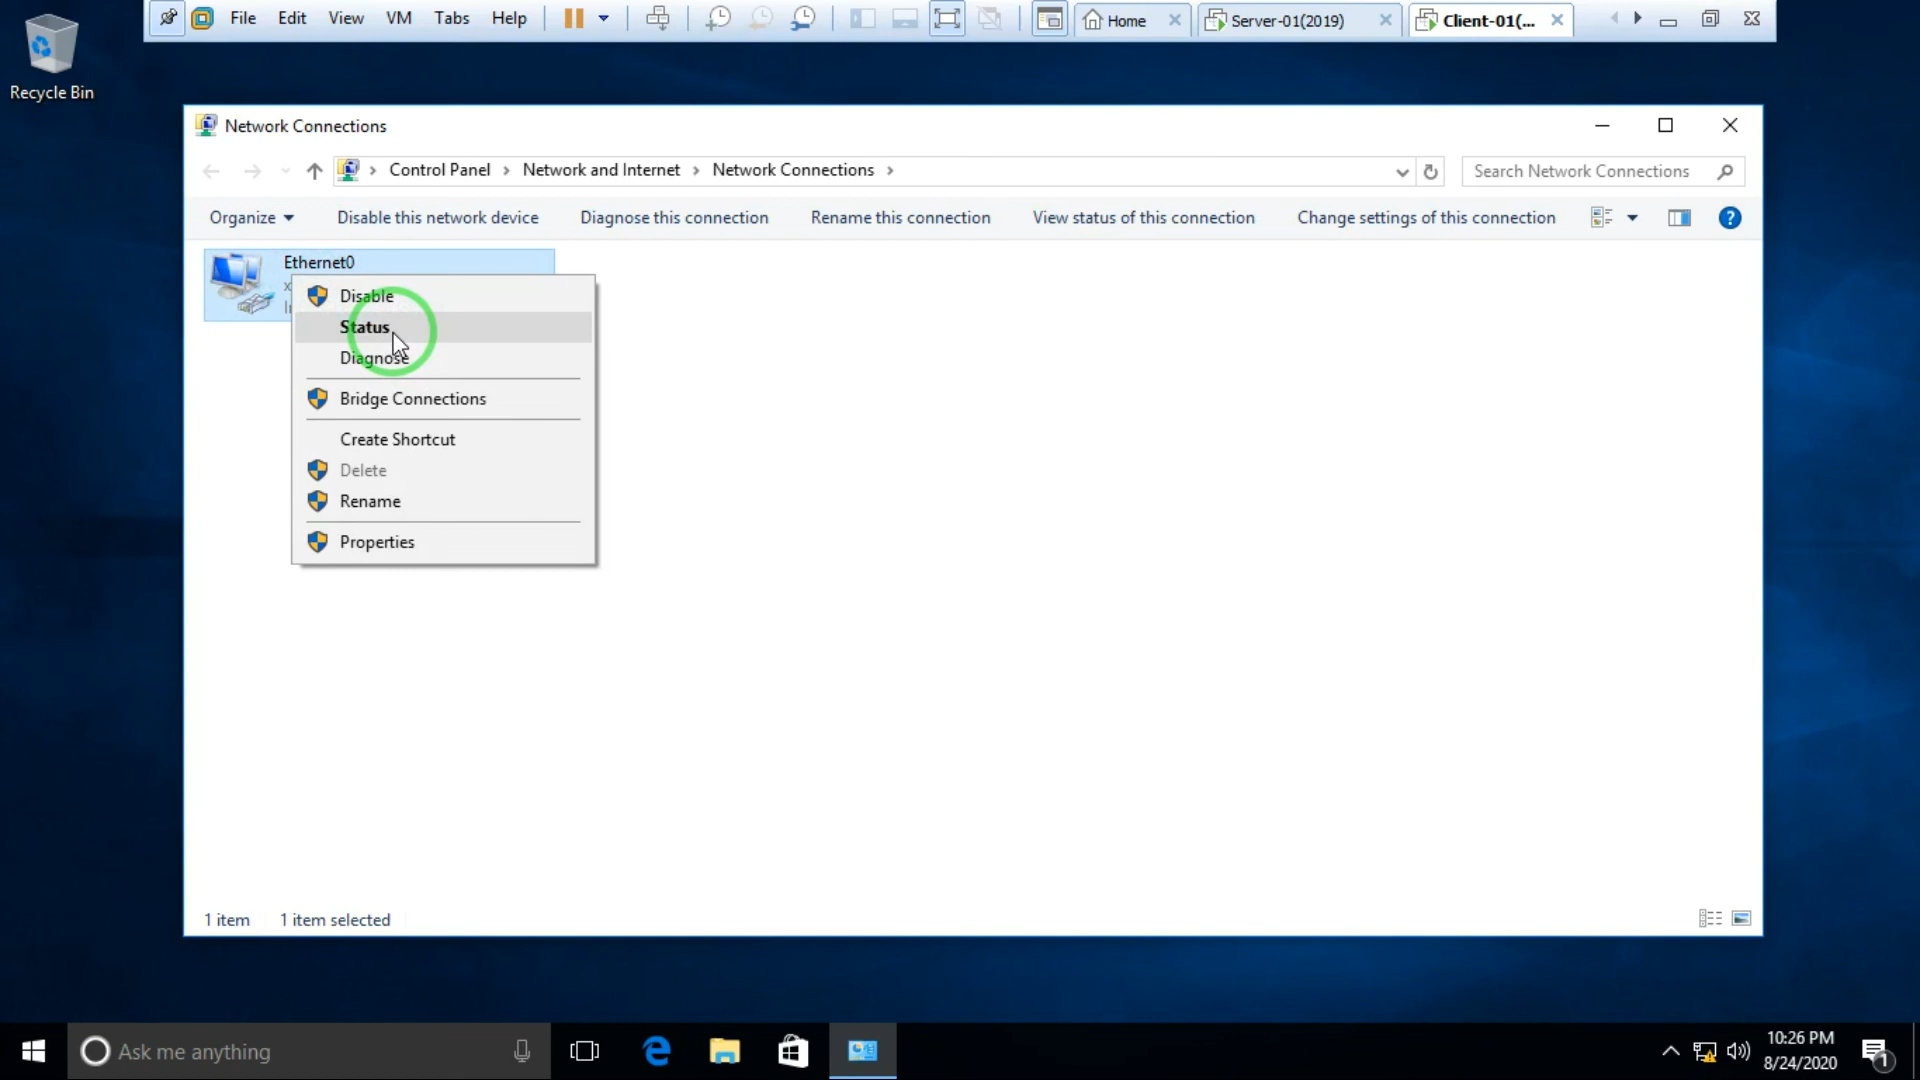 File Edit View VM Tabs Help Home Server-01(2019) Client-01(...
Recycle Bin
Network Connections
Control Panel Network and Internet Network Connections Search Network Connections
Organize Disable this network device Diagnose this connection Rename this connection View status of this connection Change settings of this connection
Ethernet0
Disable
Status
Diagnose
Bridge Connections
Create Shortcut
Delete
Rename
Properties
1 item 1 item selected
Ask me anything
10:26 PM
8/24/2020
1